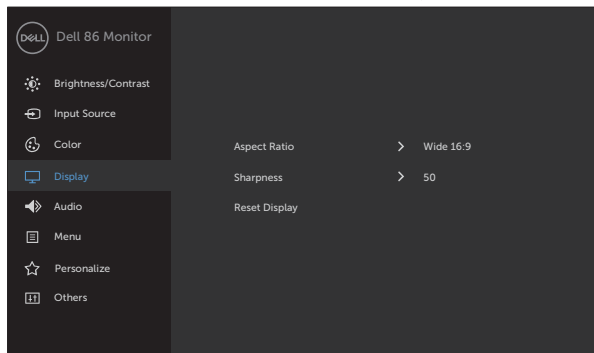 DELL Dell 86 Monitor
Brightness/Contrast
Input Source
Color
Aspect Ratio Wide 16:9
Display
Sharpness 50
Audio
Reset Display
Menu
Personalize
Others